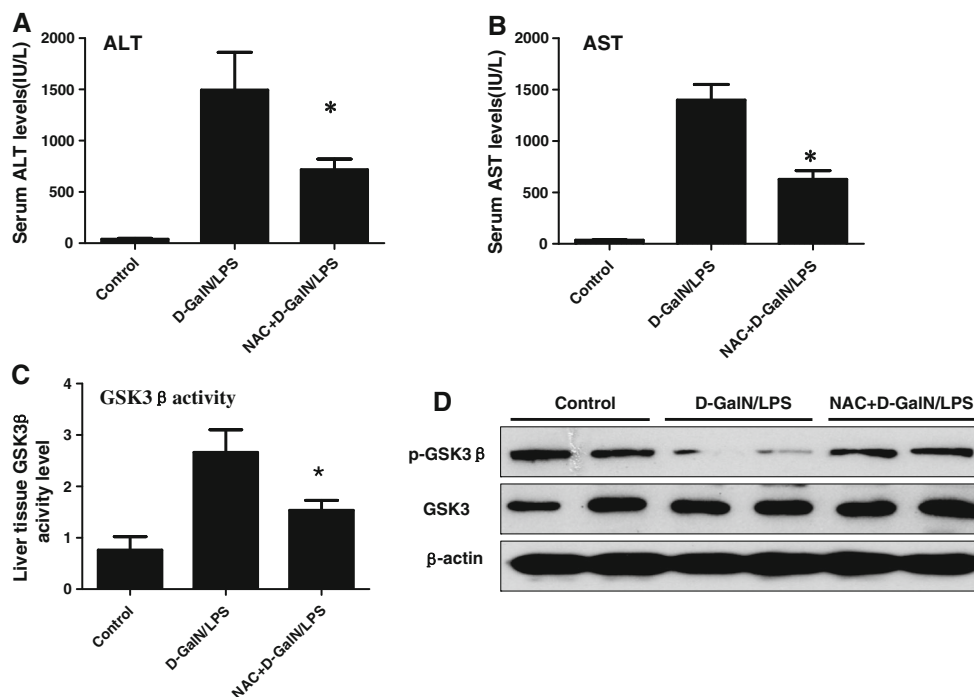 A
ALT
Serum ALT levels(IU/L)
2000
1500
1000
500
0
*
Control
D-GalN/LPS
NAC+D-GalN/LPS
B
AST
Serum AST levels(IU/L)
2000
1500
1000
500
0
*
Control
D-GalN/LPS
NAC+D-GalN/LPS
C
GSK3 β activity
Liver tissue GSK3β
acivity level
4
3
2
1
0
*
Control
D-GalN/LPS
NAC+D-GalN/LPS
D
Control D-GalN/LPS NAC+D-GalN/LPS
p-GSK3 β
GSK3
β-actin